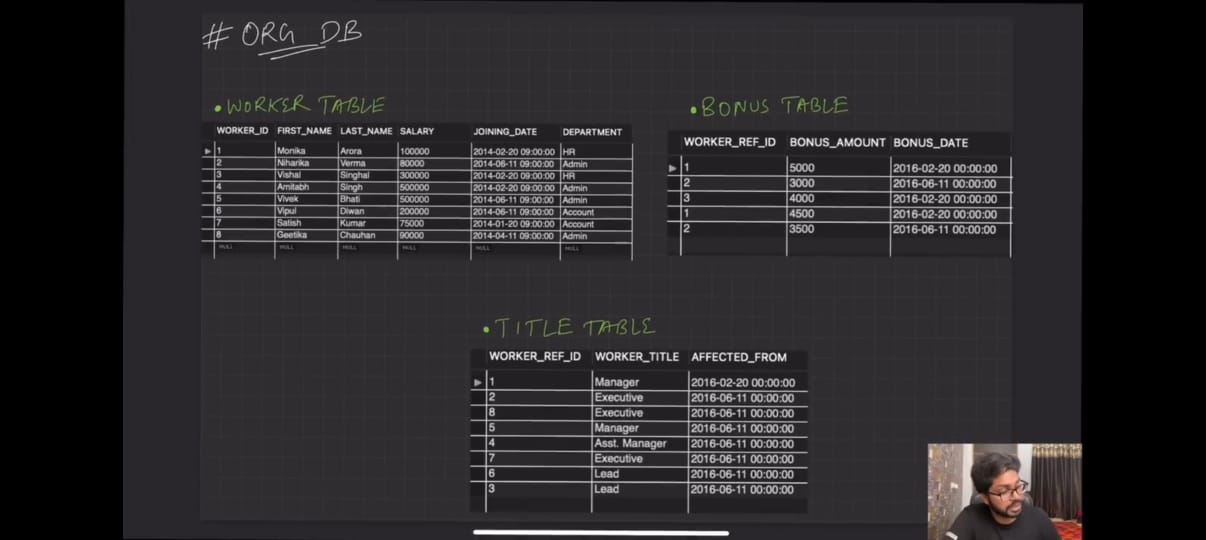 # ORG_DB
• WORKER TABLE
WORKER_ID FIRST_NAME LAST_NAME SALARY JOINING_DATE DEPARTMENT
1 Monika Arora 100000 2014-02-20 09:00:00 HR
2 Niharika Verma 80000 2014-06-11 09:00:00 Admin
3 Vishal Singhal 300000 2014-02-20 09:00:00 HR
4 Amitabh Singh 500000 2014-02-20 09:00:00 Admin
5 Vivek Bhati 500000 2014-06-11 09:00:00 Admin
6 Vipul Diwan 200000 2014-06-11 09:00:00 Account
7 Satish Kumar 75000 2014-01-20 09:00:00 Account
8 Geetika Chauhan 90000 2014-04-11 09:00:00 Admin
NULL NULL NULL NULL NULL NULL
• BONUS TABLE
WORKER_REF_ID BONUS_AMOUNT BONUS_DATE
1 5000 2016-02-20 00:00:00
2 3000 2016-06-11 00:00:00
3 4000 2016-02-20 00:00:00
1 4500 2016-02-20 00:00:00
2 3500 2016-06-11 00:00:00
• TITLE TABLE
WORKER_REF_ID WORKER_TITLE AFFECTED_FROM
1 Manager 2016-02-20 00:00:00
2 Executive 2016-06-11 00:00:00
8 Executive 2016-06-11 00:00:00
5 Manager 2016-06-11 00:00:00
4 Asst. Manager 2016-06-11 00:00:00
7 Executive 2016-06-11 00:00:00
6 Lead 2016-06-11 00:00:00
3 Lead 2016-06-11 00:00:00